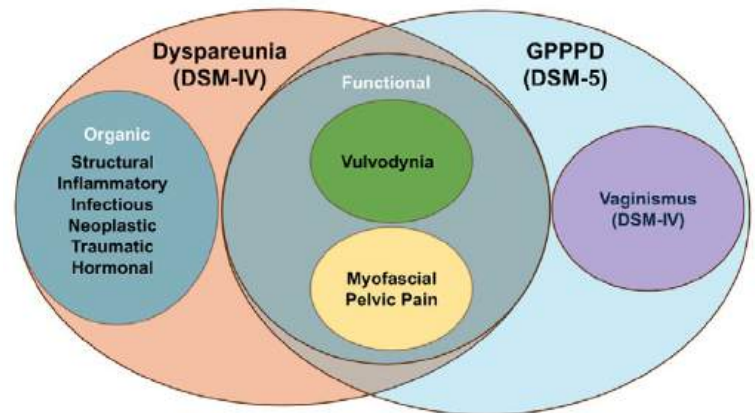 Dyspareunia
(DSM-IV)
GPPPD
(DSM-5)
Functional
Organic
Structural
Inflammatory
Infectious
Neoplastic
Traumatic
Hormonal
Vulvodynia
Myofascial
Pelvic Pain
Vaginismus
(DSM-IV)